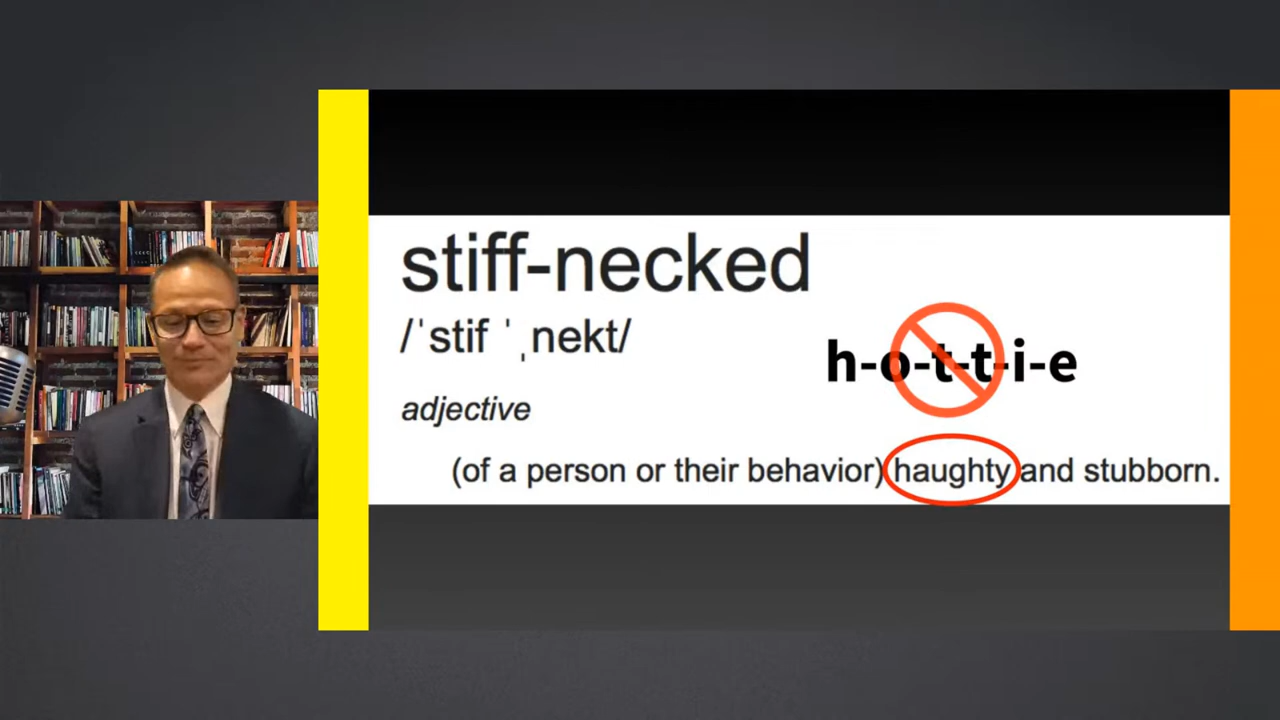 stiff-necked
/ˈstif ˈˌnekt/
h-o-t-t-i-e
adjective
(of a person or their behavior) haughty and stubborn.